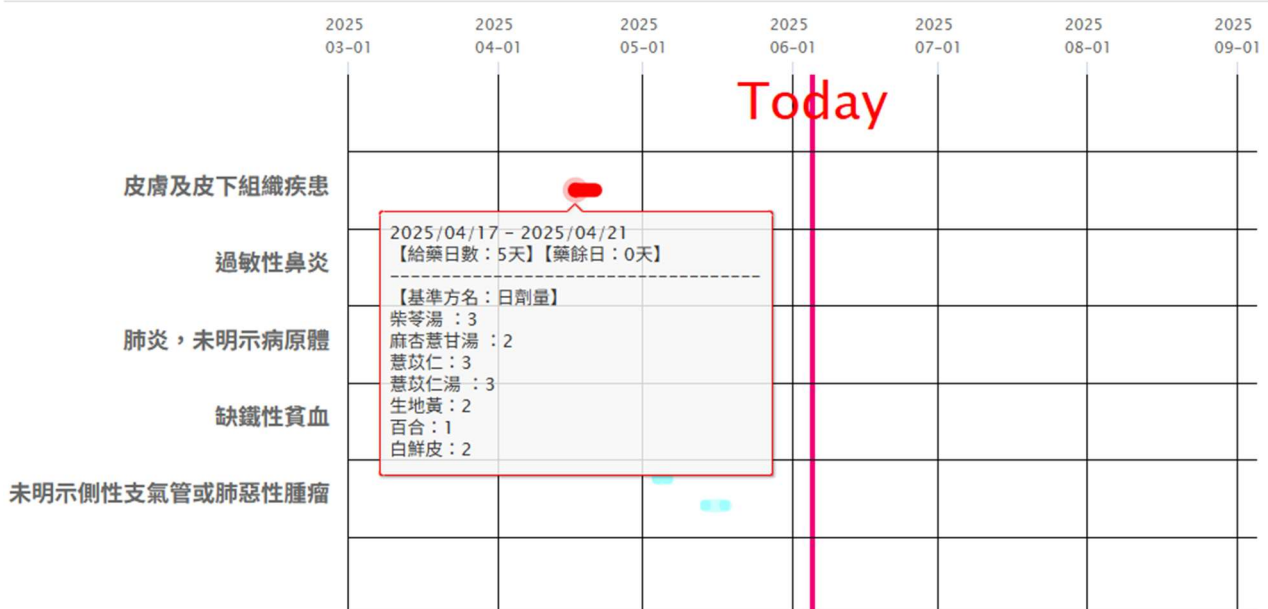 2025 2025 2025 2025 2025 2025 2025
03-01 04-01 05-01 06-01 07-01 08-01 09-01
Today
皮膚及皮下組織疾患
2025/04/17 - 2025/04/21
【給藥日數：5天】【藥餘日：0天】
-------------------------------------
過敏性鼻炎
【基準方名：日劑量】
柴苓湯 ：3
肺炎，未明示病原體
麻杏薏甘湯 ：2
薏苡仁：3
薏苡仁湯 ：3
缺鐵性貧血
生地黃：2
百合：1
白鮮皮：2
未明示側性支氣管或肺惡性腫瘤